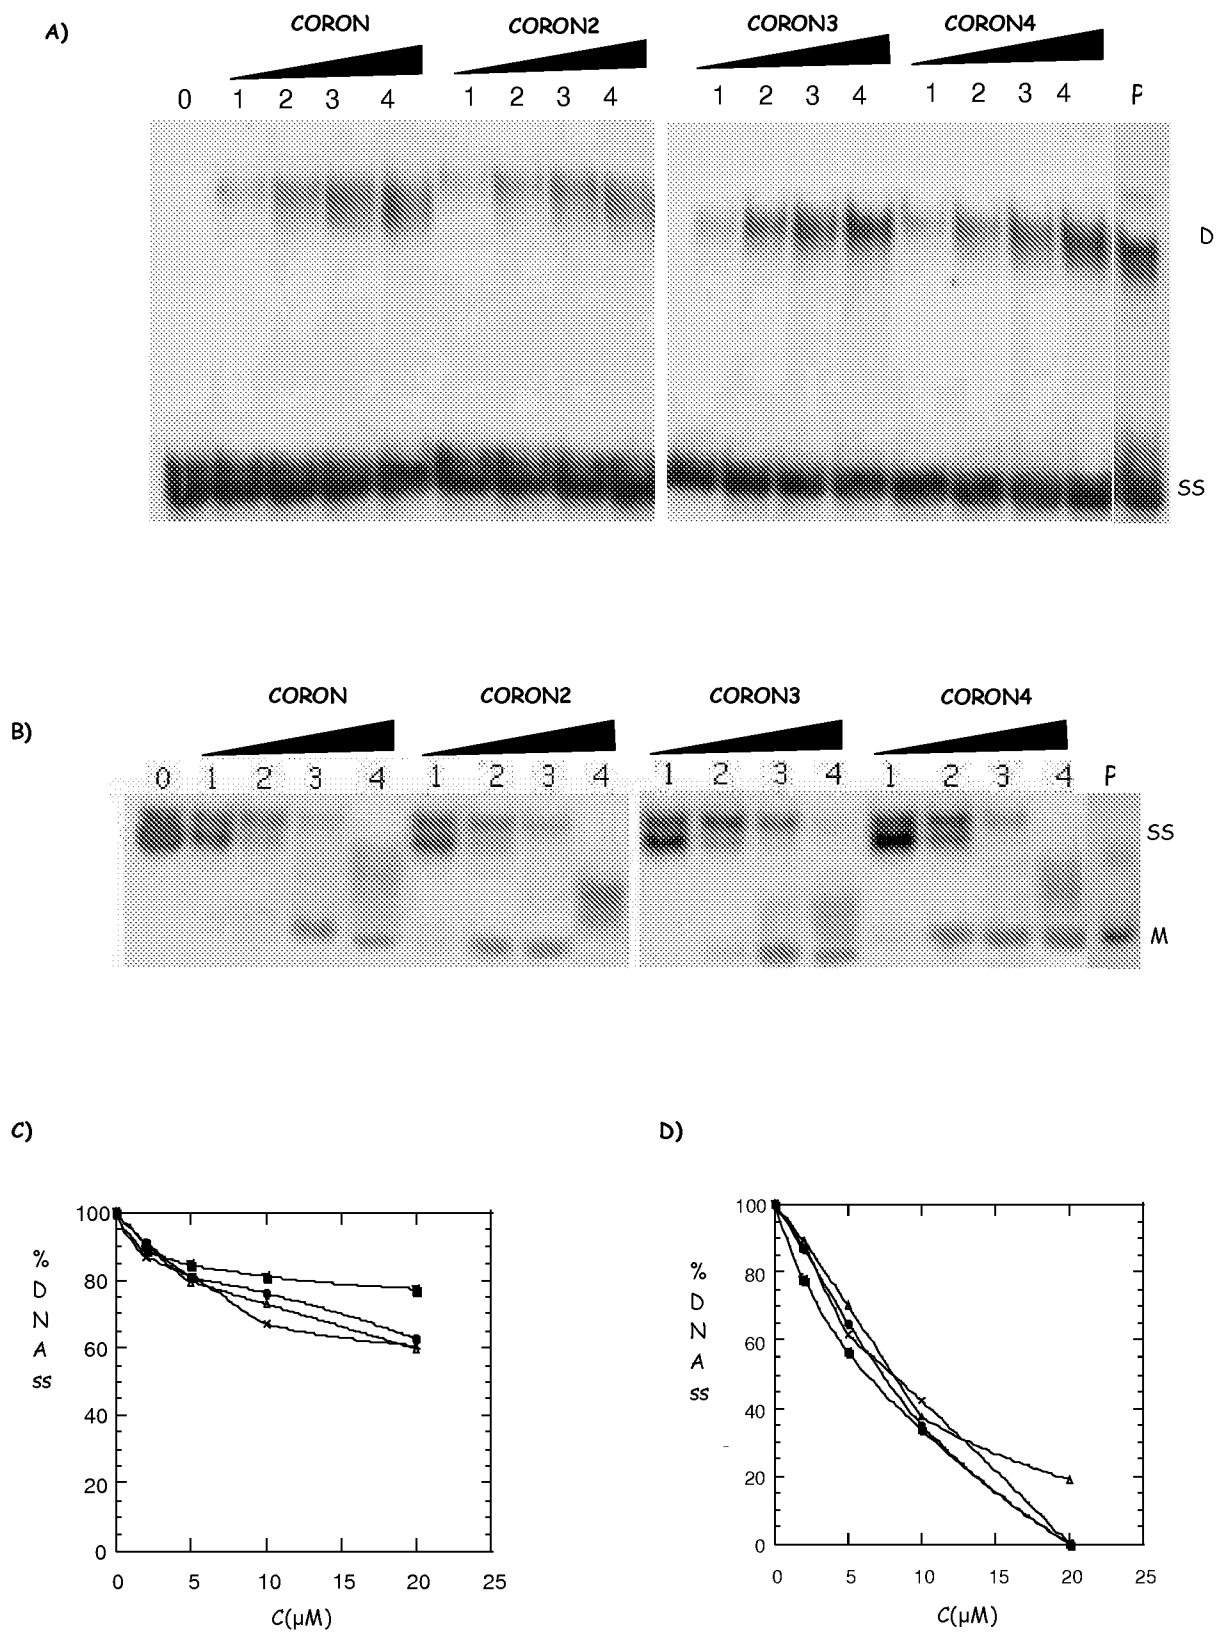 A)
CORON CORON2 CORON3 CORON4
0 1 2 3 4 1 2 3 4 1 2 3 4 1 2 3 4 P
D
SS
B)
CORON CORON2 CORON3 CORON4
0 1 2 3 4 1 2 3 4 1 2 3 4 1 2 3 4 P
SS
M
C)
% D N A ss
100
80
60
40
20
0
0 5 10 15 20 25
C(µM)
D)
% D N A ss
100
80
60
40
20
0
0 5 10 15 20 25
C(µM)